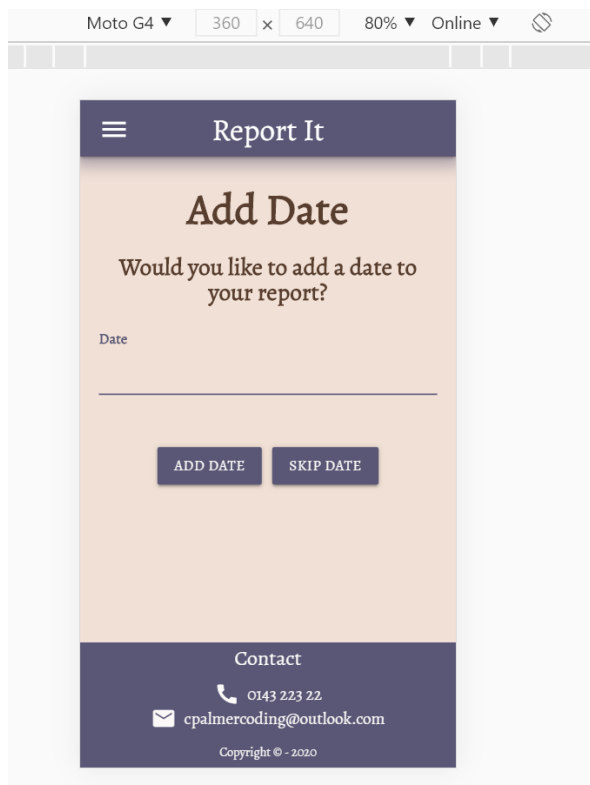 Moto G4 ▼ 360 × 640 80% ▼ Online ▼
Report It
Add Date
Would you like to add a date to
your report?
Date
ADD DATE SKIP DATE
Contact
0143 223 22
cpalmercoding@outlook.com
Copyright © - 2020